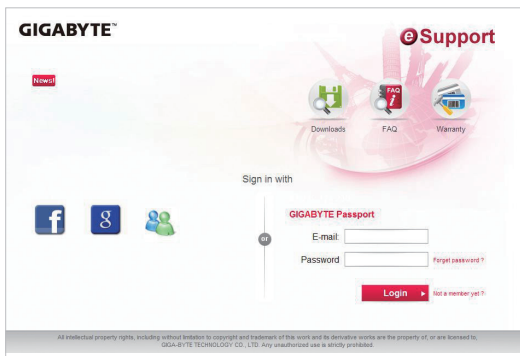 GIGABYTE™
eSupport
News!
FAQ
Downloads
FAQ
Warranty
Sign in with
GIGABYTE Passport
or
E-mail:
Password
Forget password ?
Login
Not a member yet ?
All intellectual property rights, including without limitation to copyright and trademark of this work and its derivative works are the property of, or are licensed to,
GIGA-BYTE TECHNOLOGY CO., LTD. Any unauthorized use is strictly prohibited.